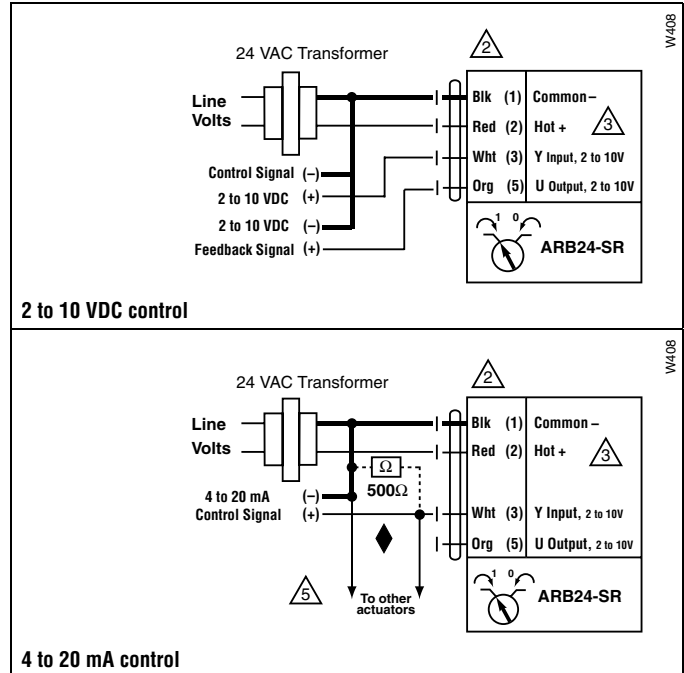 W408
24 VAC Transformer
2
Line
Volts
Blk (1) Common –
Red (2) Hot +
3
Wht (3) Y Input, 2 to 10V
Org (5) U Output, 2 to 10V
Control Signal (–)
2 to 10 VDC (+)
2 to 10 VDC (–)
Feedback Signal (+)
1 0
ARB24-SR
2 to 10 VDC control
W408
24 VAC Transformer
2
Line
Volts
Blk (1) Common –
Red (2) Hot +
3
Ω
500Ω
4 to 20 mA (–)
Control Signal (+)
Wht (3) Y Input, 2 to 10V
Org (5) U Output, 2 to 10V
5
To other
actuators
1 0
ARB24-SR
4 to 20 mA control